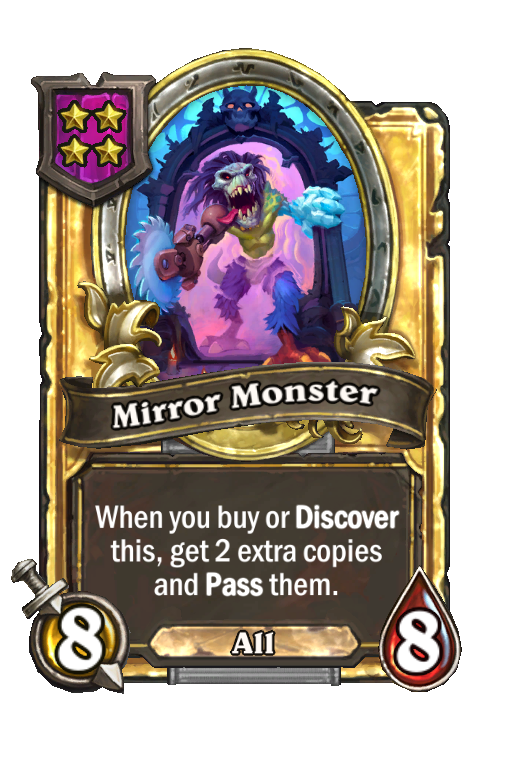 Mirror Monster
When you buy or Discover
this, get 2 extra copies
and Pass them.
8
All
8